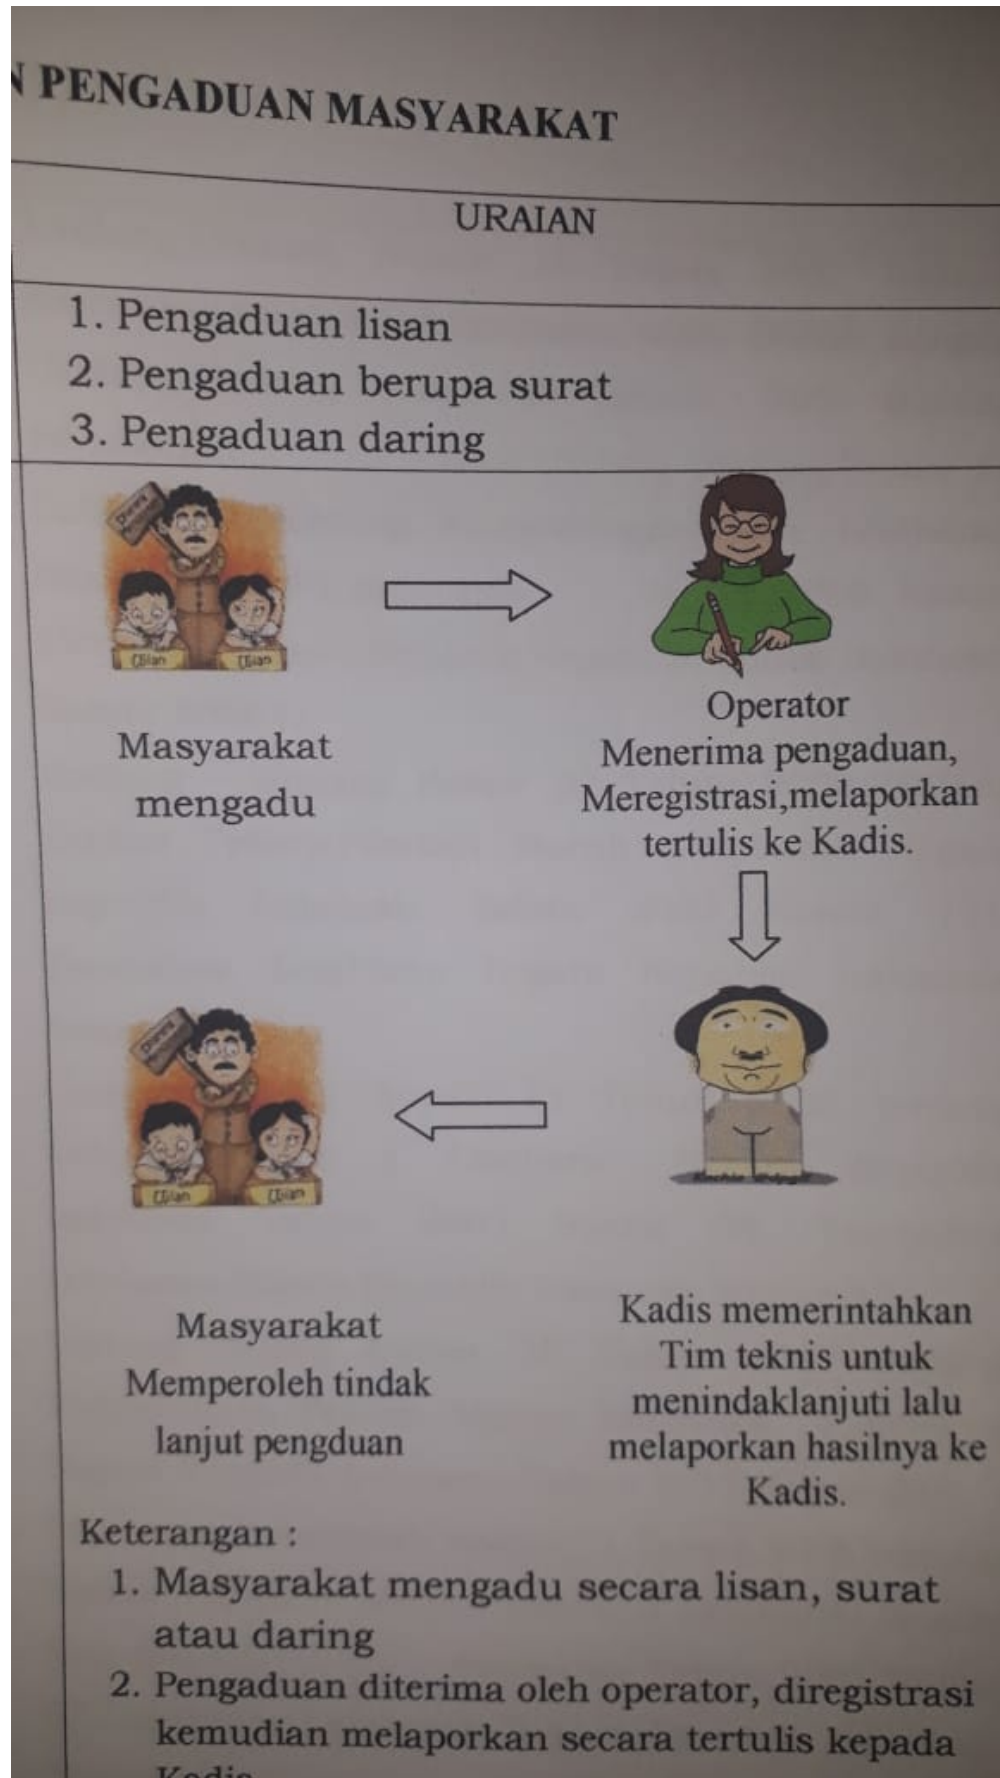 PENGADUAN MASYARAKAT
URAIAN
1. Pengaduan lisan
2. Pengaduan berupa surat
3. Pengaduan daring
Masyarakat
mengadu
Operator
Menerima pengaduan,
Meregistrasi,melaporkan
tertulis ke Kadis.
Masyarakat
Memperoleh tindak
lanjut pengduan
Kadis memerintahkan
Tim teknis untuk
menindaklanjuti lalu
melaporkan hasilnya ke
Kadis.
Keterangan :
1. Masyarakat mengadu secara lisan, surat
atau daring
2. Pengaduan diterima oleh operator, diregistrasi
kemudian melaporkan secara tertulis kepada
Kadis